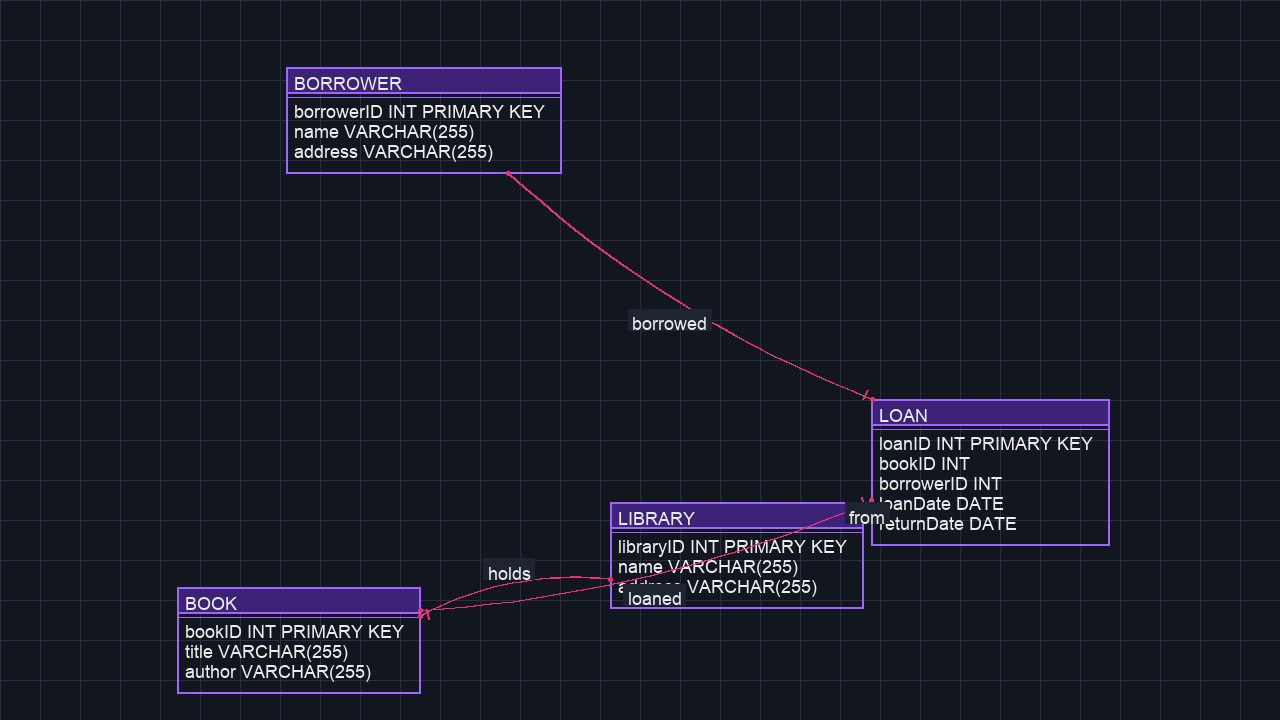 BORROWER
borrowerID INT PRIMARY KEY
name VARCHAR(255)
address VARCHAR(255)
borrowed
LOAN
loanID INT PRIMARY KEY
bookID INT
borrowerID INT
loanDate DATE
returnDate DATE
from
LIBRARY
libraryID INT PRIMARY KEY
name VARCHAR(255)
address VARCHAR(255)
loaned
holds
BOOK
bookID INT PRIMARY KEY
title VARCHAR(255)
author VARCHAR(255)